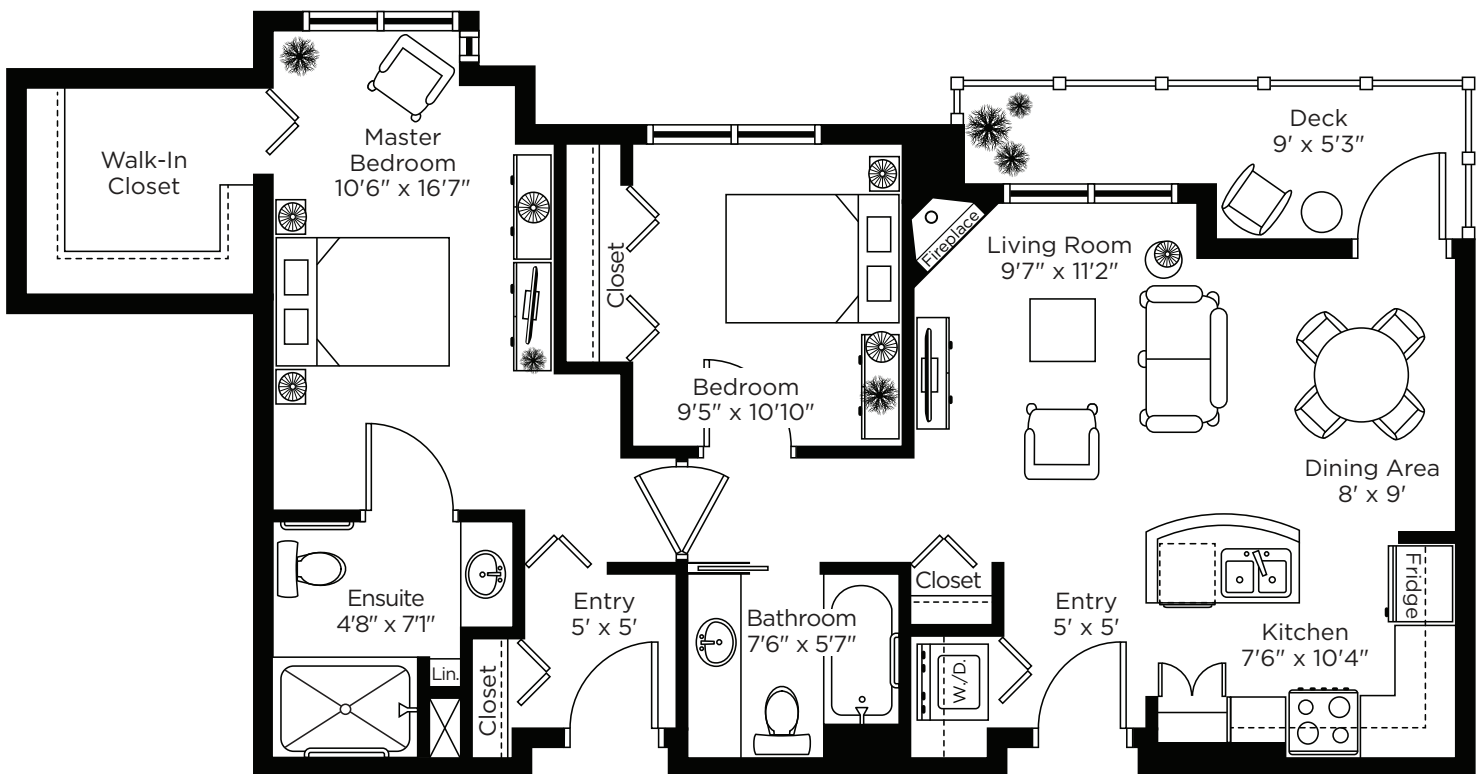 Walk-In
Closet
Master
Bedroom
10'6" x 16'7"
Closet
Bedroom
9'5" x 10'10"
Fireplace
Living Room
9'7" x 11'2"
Deck
9' x 5'3"
Dining Area
8' x 9'
Ensuite
4'8" x 7'1"
Lin.
Closet
Entry
5' x 5'
Bathroom
7'6" x 5'7"
Closet
W./D.
Entry
5' x 5'
Kitchen
7'6" x 10'4"
Fridge